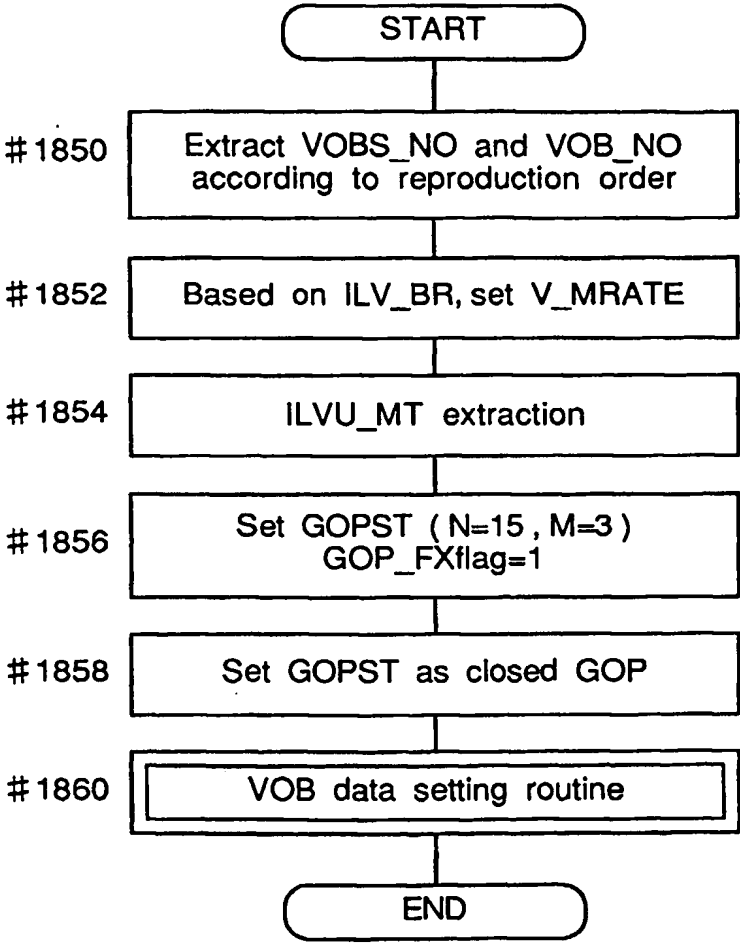 START
#1850
Extract VOBS_NO and VOB_NO
according to reproduction order
#1852
Based on ILV_BR, set V_MRATE
#1854
ILVU_MT extraction
#1856
Set GOPST (N=15, M=3)
GOP_FXflag=1
#1858
Set GOPST as closed GOP
#1860
VOB data setting routine
END